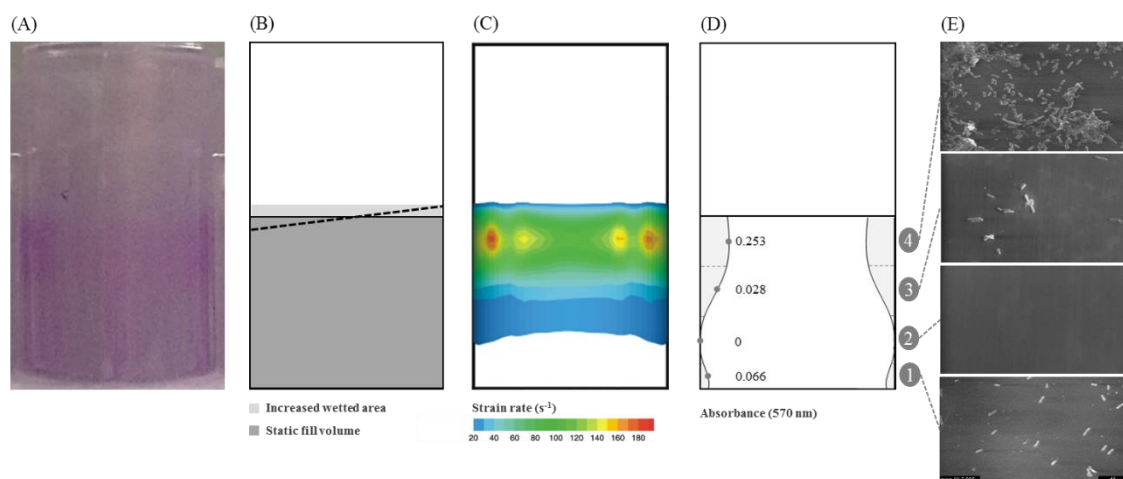 (A)
(B)
(C)
(D)
(E)
0.253
0.028
0
0.066
4
3
2
1
Increased wetted area
Static fill volume
Strain rate (s⁻¹)
20 40 60 80 100 120 140 160 180
Absorbance (570 nm)